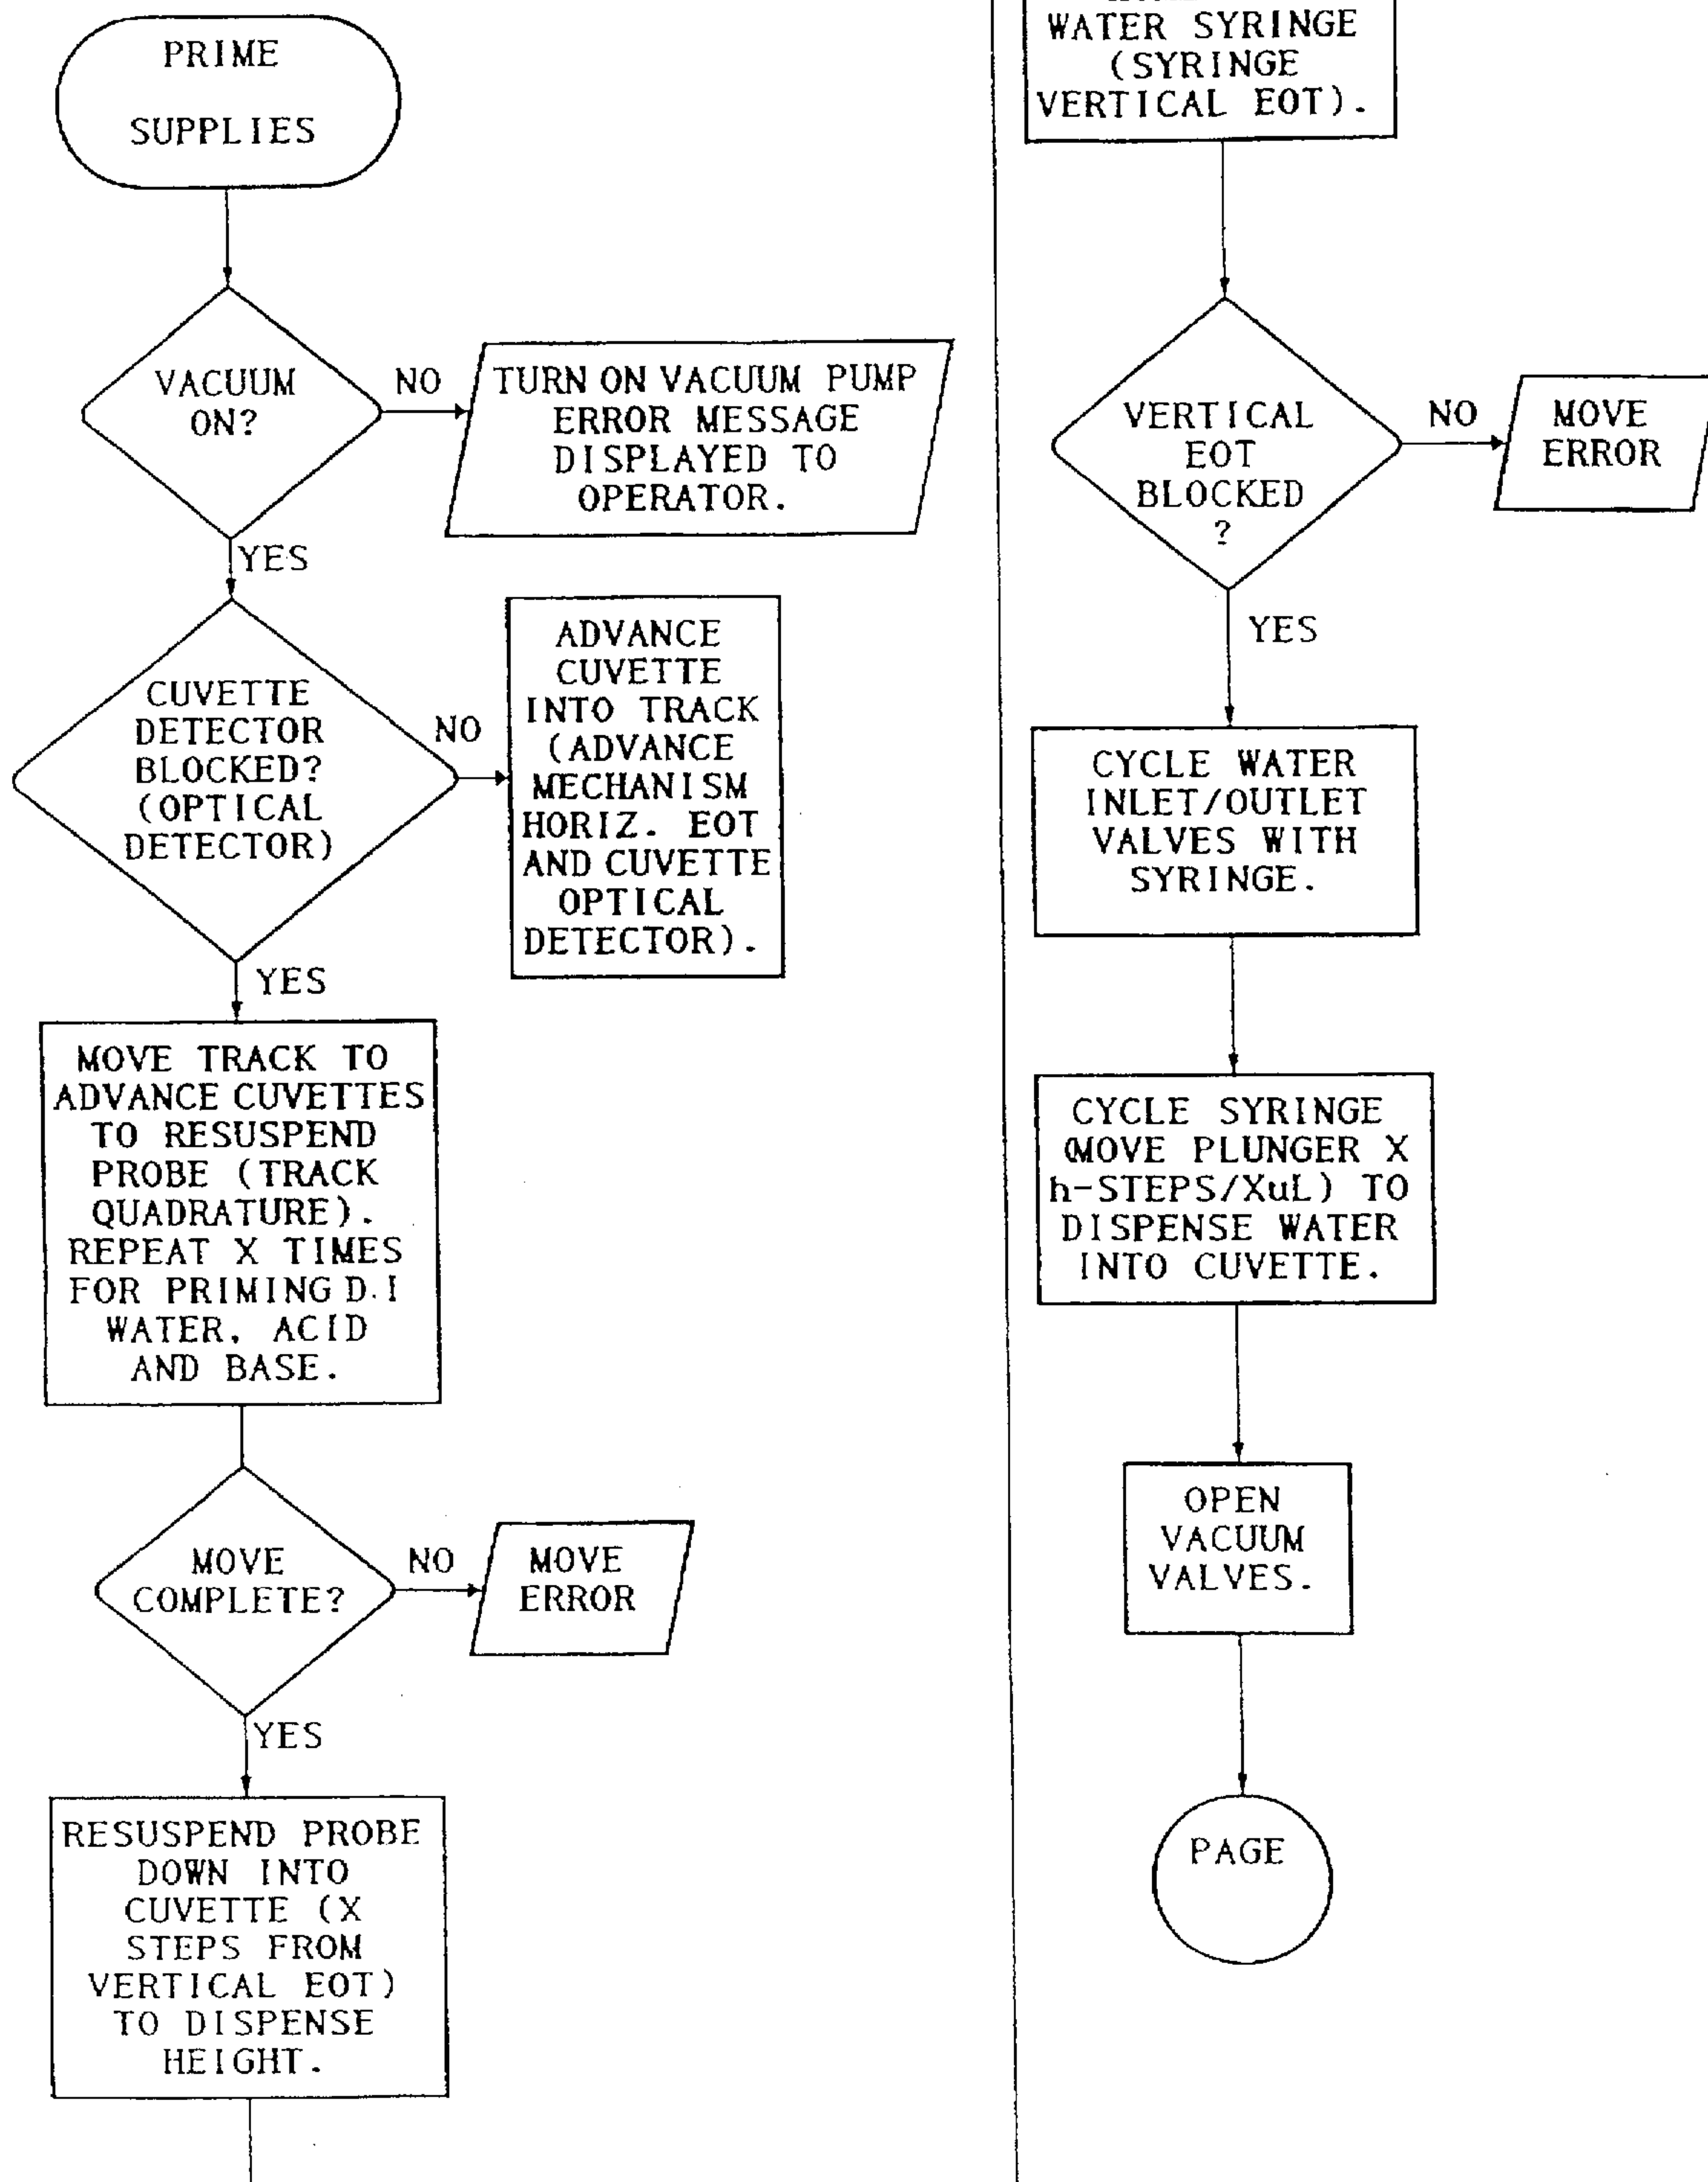 PRIME
SUPPLIES
VACUUM
ON?
NO
TURN ON VACUUM PUMP
ERROR MESSAGE
DISPLAYED TO
OPERATOR.
YES
CUVETTE
DETECTOR
BLOCKED?
(OPTICAL
DETECTOR)
NO
ADVANCE
CUVETTE
INTO TRACK
(ADVANCE
MECHANISM
HORIZ. EOT
AND CUVETTE
OPTICAL
DETECTOR).
YES
MOVE TRACK TO
ADVANCE CUVETTES
TO RESUSPEND
PROBE (TRACK
QUADRATURE).
REPEAT X TIMES
FOR PRIMING D.I
WATER, ACID
AND BASE.
MOVE
COMPLETE?
NO
MOVE
ERROR
YES
RESUSPEND PROBE
DOWN INTO
CUVETTE (X
STEPS FROM
VERTICAL EOT)
TO DISPENSE
HEIGHT.
WATER SYRINGE
(SYRINGE
VERTICAL EOT).
VERTICAL
EOT
BLOCKED
?
NO
MOVE
ERROR
YES
CYCLE WATER
INLET/OUTLET
VALVES WITH
SYRINGE.
CYCLE SYRINGE
(MOVE PLUNGER X
h-STEPS/XuL) TO
DISPENSE WATER
INTO CUVETTE.
OPEN
VACUUM
VALVES.
PAGE